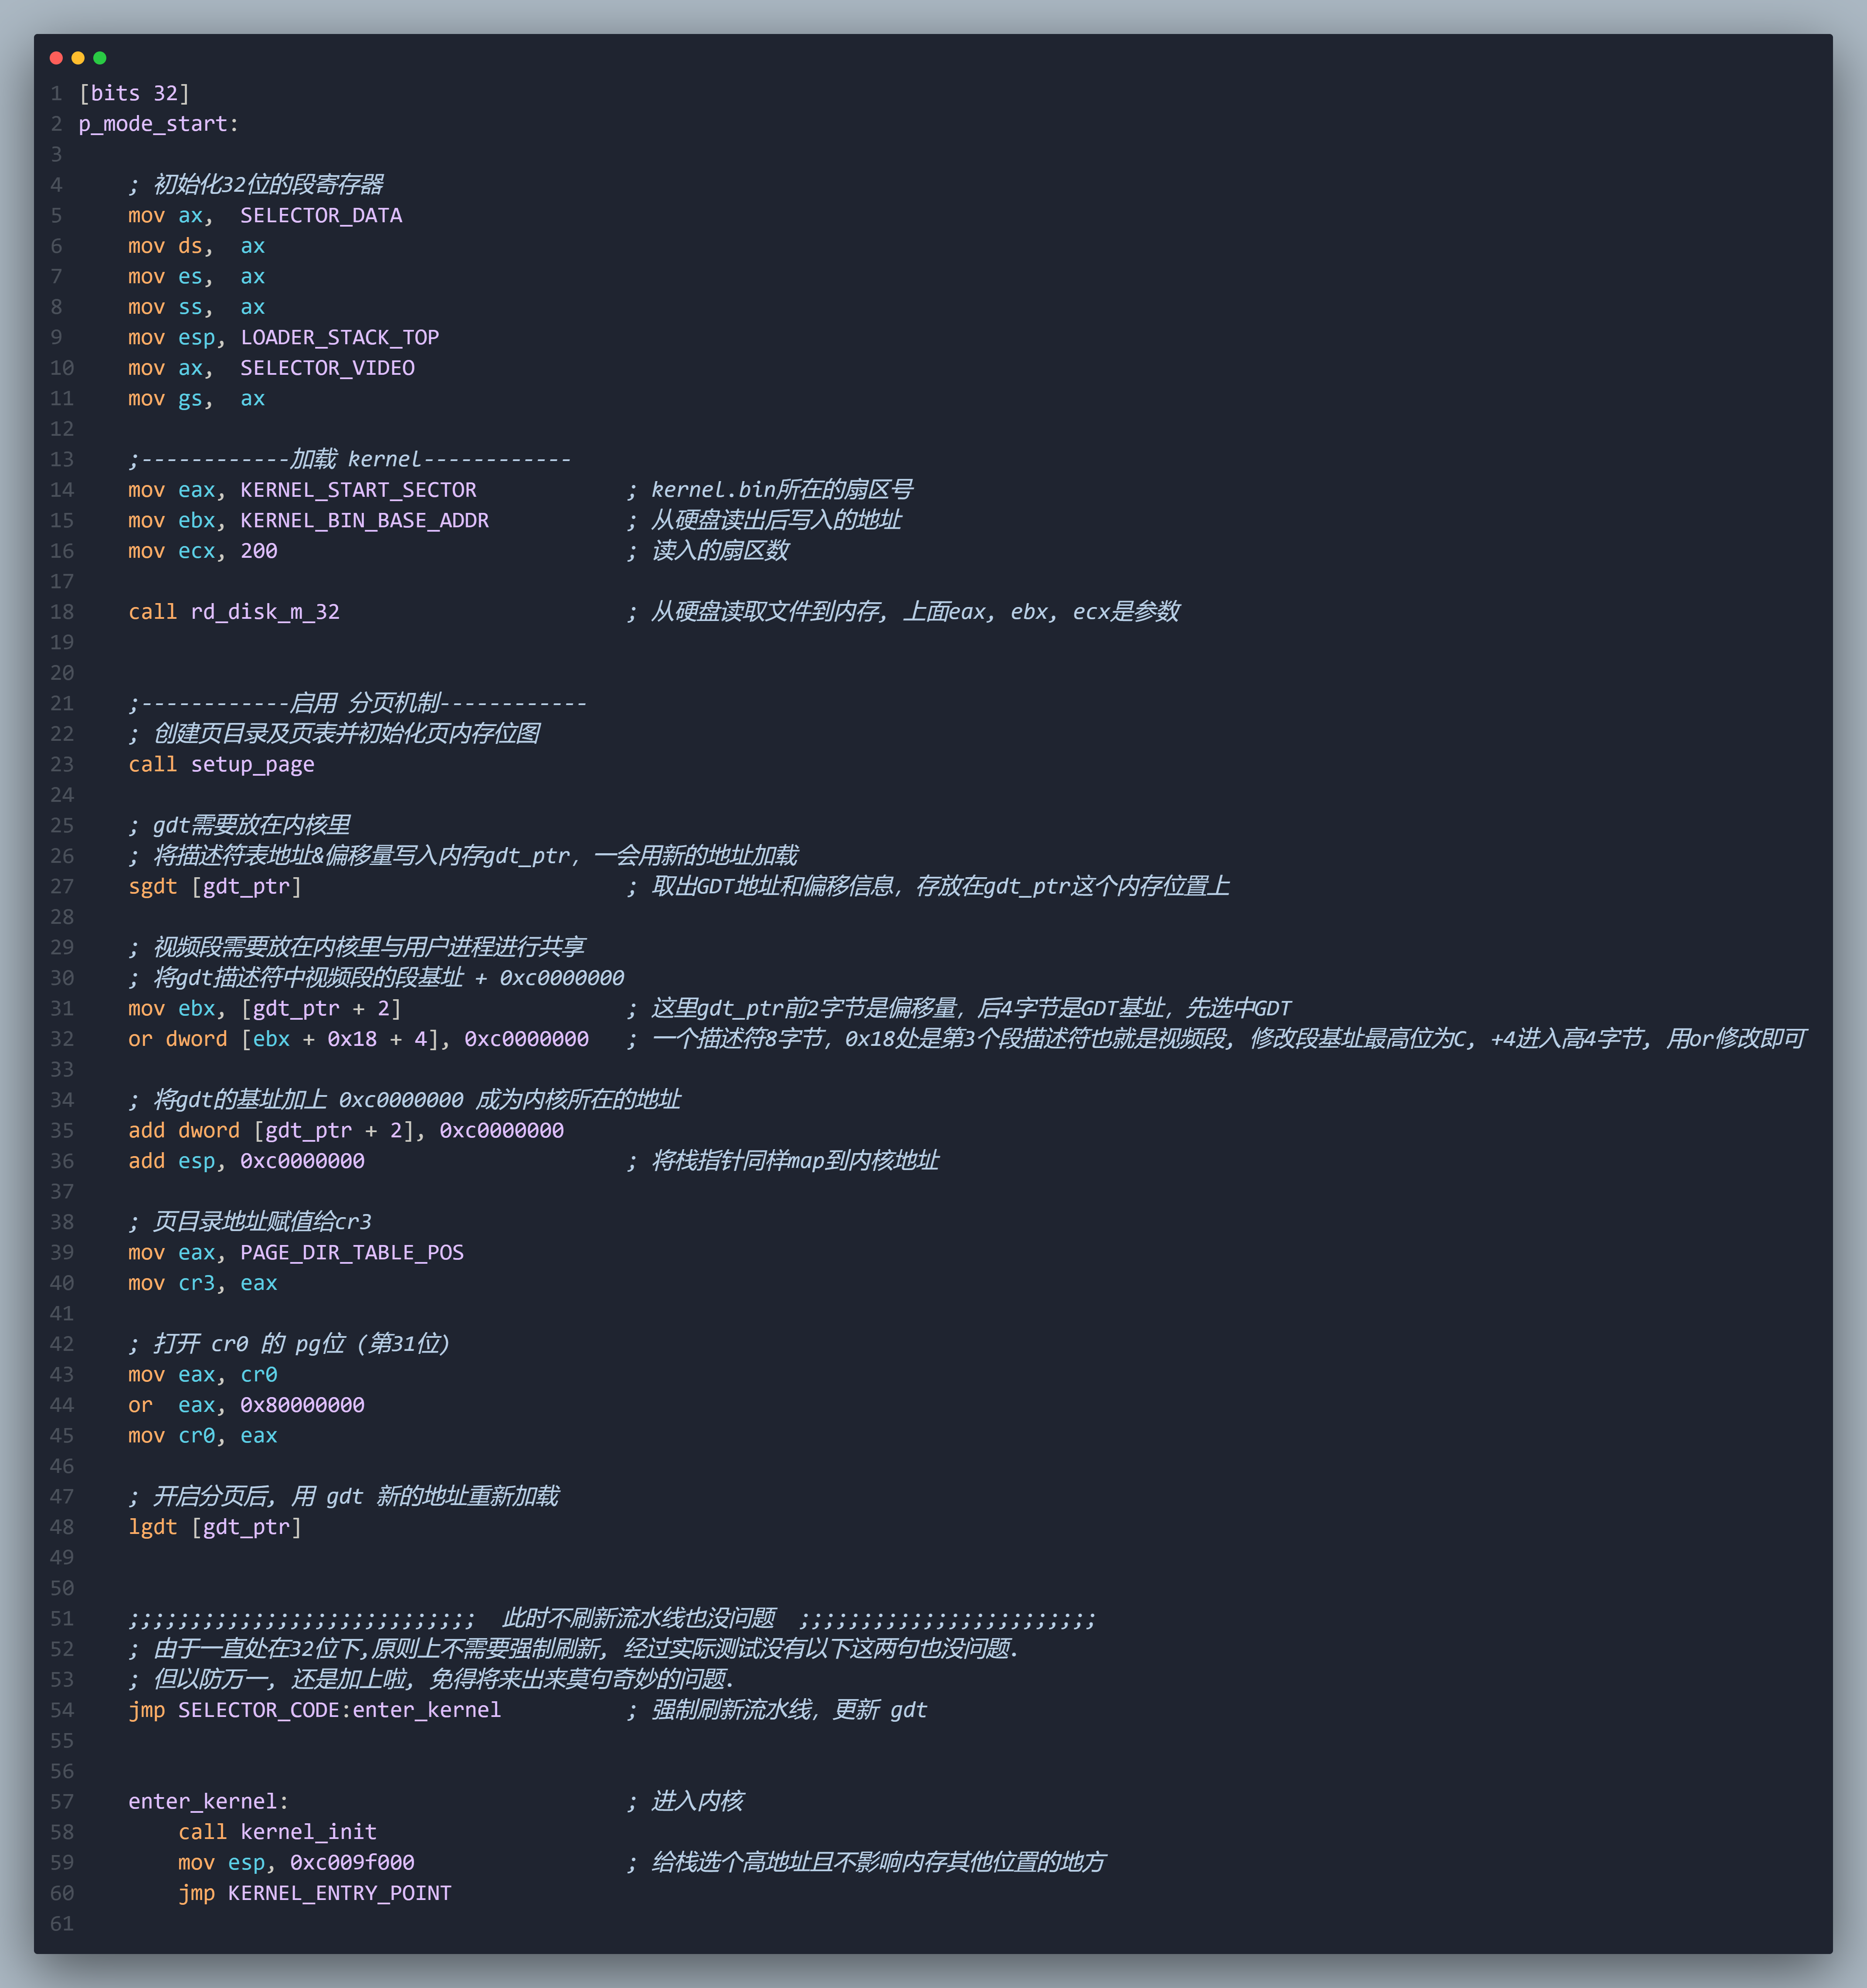 1 [bits 32]
2 p_mode_start:
3
4     ; 初始化32位的段寄存器
5     mov ax,  SELECTOR_DATA
6     mov ds,  ax
7     mov es,  ax
8     mov ss,  ax
9     mov esp, LOADER_STACK_TOP
10     mov ax,  SELECTOR_VIDEO
11     mov gs,  ax
12
13     ;------------加载 kernel------------
14     mov eax, KERNEL_START_SECTOR            ; kernel.bin所在的扇区号
15     mov ebx, KERNEL_BIN_BASE_ADDR           ; 从硬盘读出后写入的地址
16     mov ecx, 200                            ; 读入的扇区数
17
18     call rd_disk_m_32                       ; 从硬盘读取文件到内存, 上面eax, ebx, ecx是参数
19
20
21     ;------------启用 分页机制------------
22     ; 创建页目录及页表并初始化页内存位图
23     call setup_page
24
25     ; gdt需要放在内核里
26     ; 将描述符表地址&偏移量写入内存gdt_ptr，一会用新的地址加载
27     sgdt [gdt_ptr]                          ; 取出GDT地址和偏移信息，存放在gdt_ptr这个内存位置上
28
29     ; 视频段需要放在内核里与用户进程进行共享
30     ; 将gdt描述符中视频段的段基址 + 0xc0000000
31     mov ebx, [gdt_ptr + 2]                  ; 这里gdt_ptr前2字节是偏移量，后4字节是GDT基址，先选中GDT
32     or dword [ebx + 0x18 + 4], 0xc0000000   ; 一个描述符8字节，0x18处是第3个段描述符也就是视频段, 修改段基址最高位为C, +4进入高4字节, 用or修改即可
33
34     ; 将gdt的基址加上 0xc0000000 成为内核所在的地址
35     add dword [gdt_ptr + 2], 0xc0000000
36     add esp, 0xc0000000                     ; 将栈指针同样map到内核地址
37
38     ; 页目录地址赋值给cr3
39     mov eax, PAGE_DIR_TABLE_POS
40     mov cr3, eax
41
42     ; 打开 cr0 的 pg位 (第31位)
43     mov eax, cr0
44     or  eax, 0x80000000
45     mov cr0, eax
46
47     ; 开启分页后, 用 gdt 新的地址重新加载
48     lgdt [gdt_ptr]
49
50
51     ;;;;;;;;;;;;;;;;;;;;;;;;;;;;  此时不刷新流水线也没问题  ;;;;;;;;;;;;;;;;;;;;;;;;
52     ; 由于一直处在32位下,原则上不需要强制刷新, 经过实际测试没有以下这两句也没问题.
53     ; 但以防万一, 还是加上啦, 免得将来出来莫句奇妙的问题.
54     jmp SELECTOR_CODE:enter_kernel          ; 强制刷新流水线，更新 gdt
55
56
57     enter_kernel:                           ; 进入内核
58         call kernel_init
59         mov esp, 0xc009f000                 ; 给栈选个高地址且不影响内存其他位置的地方
60         jmp KERNEL_ENTRY_POINT
61